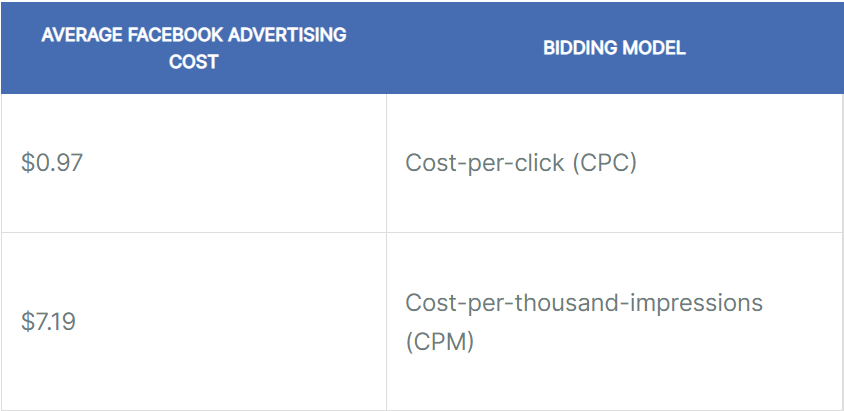 AVERAGE FACEBOOK ADVERTISING
COST
BIDDING MODEL
$0.97
Cost-per-click (CPC)
$7.19
Cost-per-thousand-impressions
(CPM)